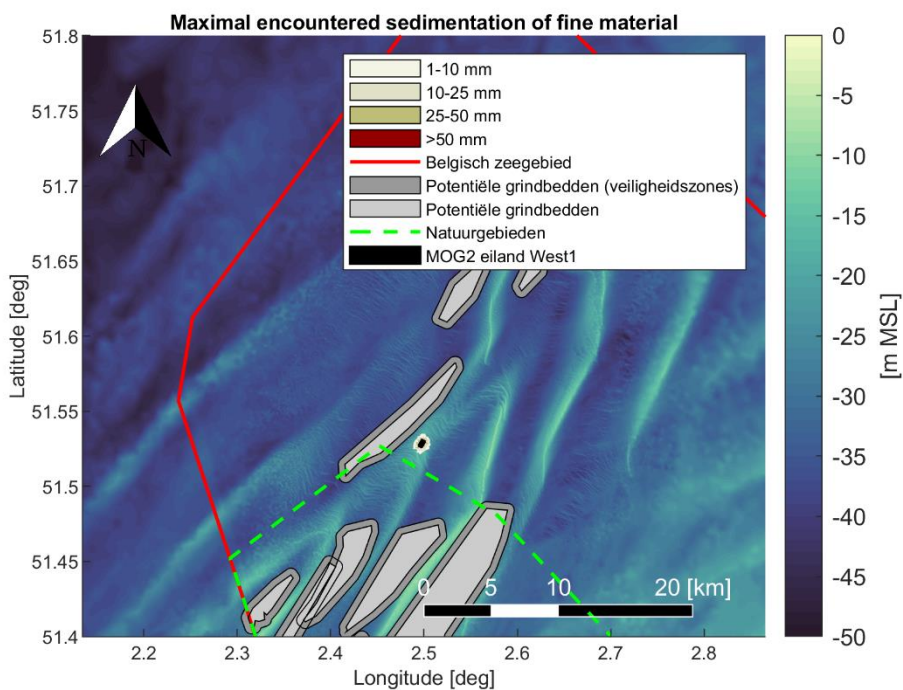 Maximal encountered sedimentation of fine material
51.8
51.75
51.7
51.65
51.6
51.55
51.5
51.45
51.4
Latitude [deg]
N
1-10 mm
10-25 mm
25-50 mm
>50 mm
Belgisch zeegebied
Potentiële grindbedden (veiligheidszones)
Potentiële grindbedden
Natuurgebieden
MOG2 eiland West1
0 5 10 20 [km]
2.2 2.3 2.4 2.5 2.6 2.7 2.8
Longitude [deg]
0
-5
-10
-15
-20
-25
-30
-35
-40
-45
-50
[m MSL]